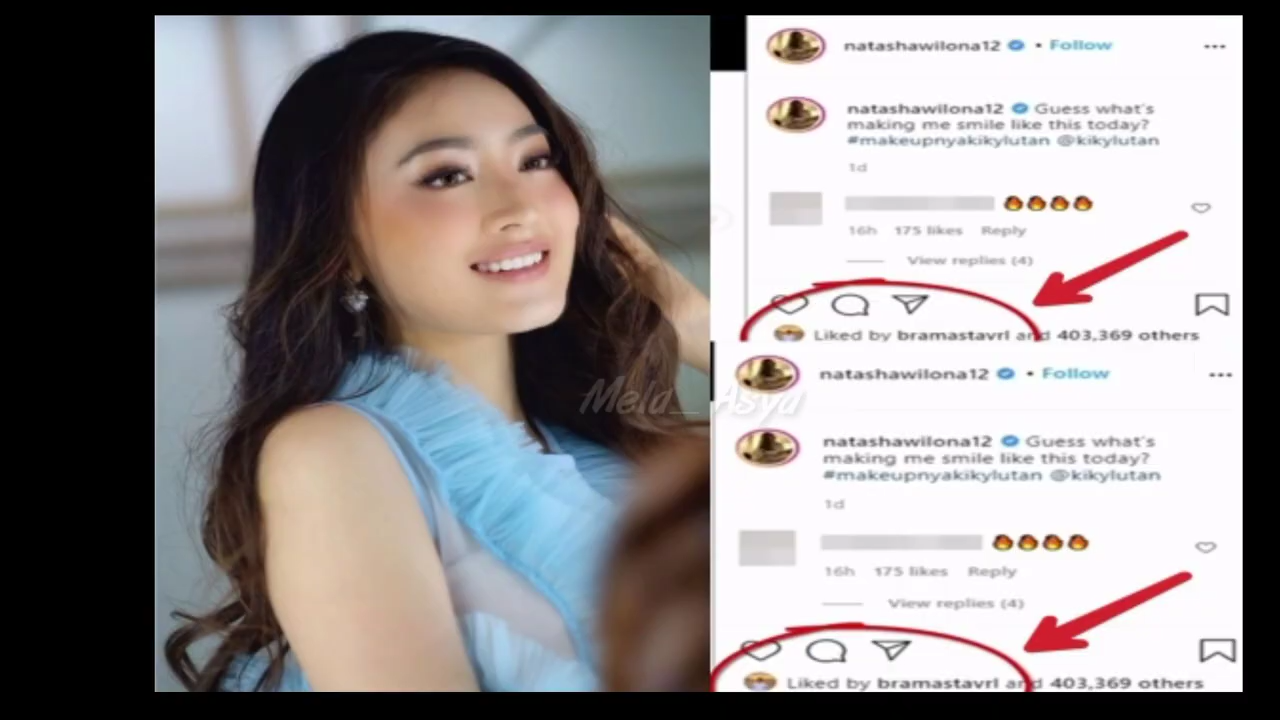 natashawilona12 • Follow
natashawilona12 Guess what's
making me smile like this today?
#makeupnyakikylutan @kikylutan
1d
16h 175 likes Reply
View replies (4)
Liked by bramastavrl and 403,369 others
natashawilona12 • Follow
Mela_ Asya
natashawilona12 Guess what's
making me smile like this today?
#makeupnyakikylutan @kikylutan
1d
16h 175 likes Reply
View replies (4)
Liked by bramastavrl and 403,369 others